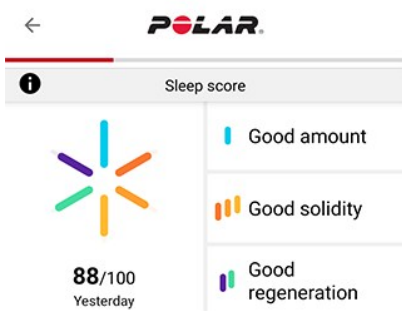 POLAR.
Sleep score
Good amount
Good solidity
Good
regeneration
88/100
Yesterday